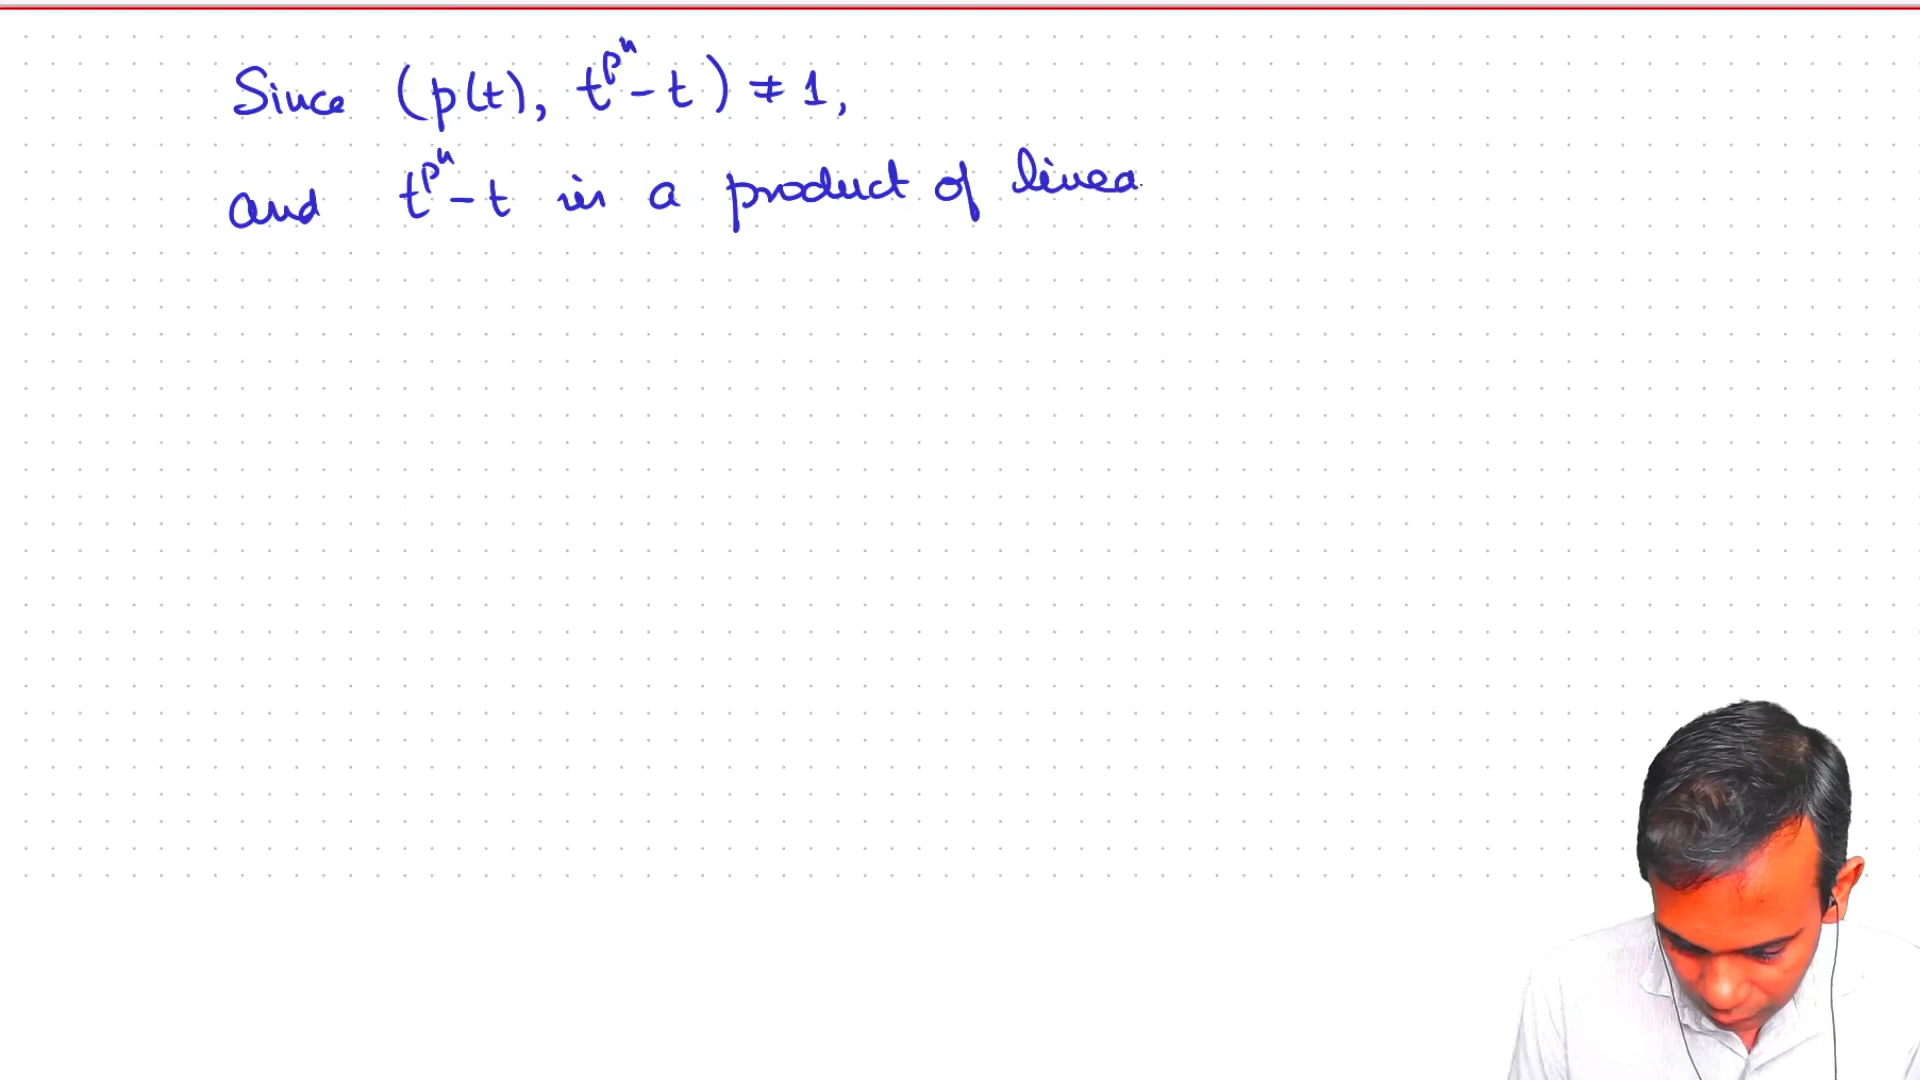 Since (p(t), t^{p^n} - t) ≠ 1,
and t^{p^n} - t is a product of linea